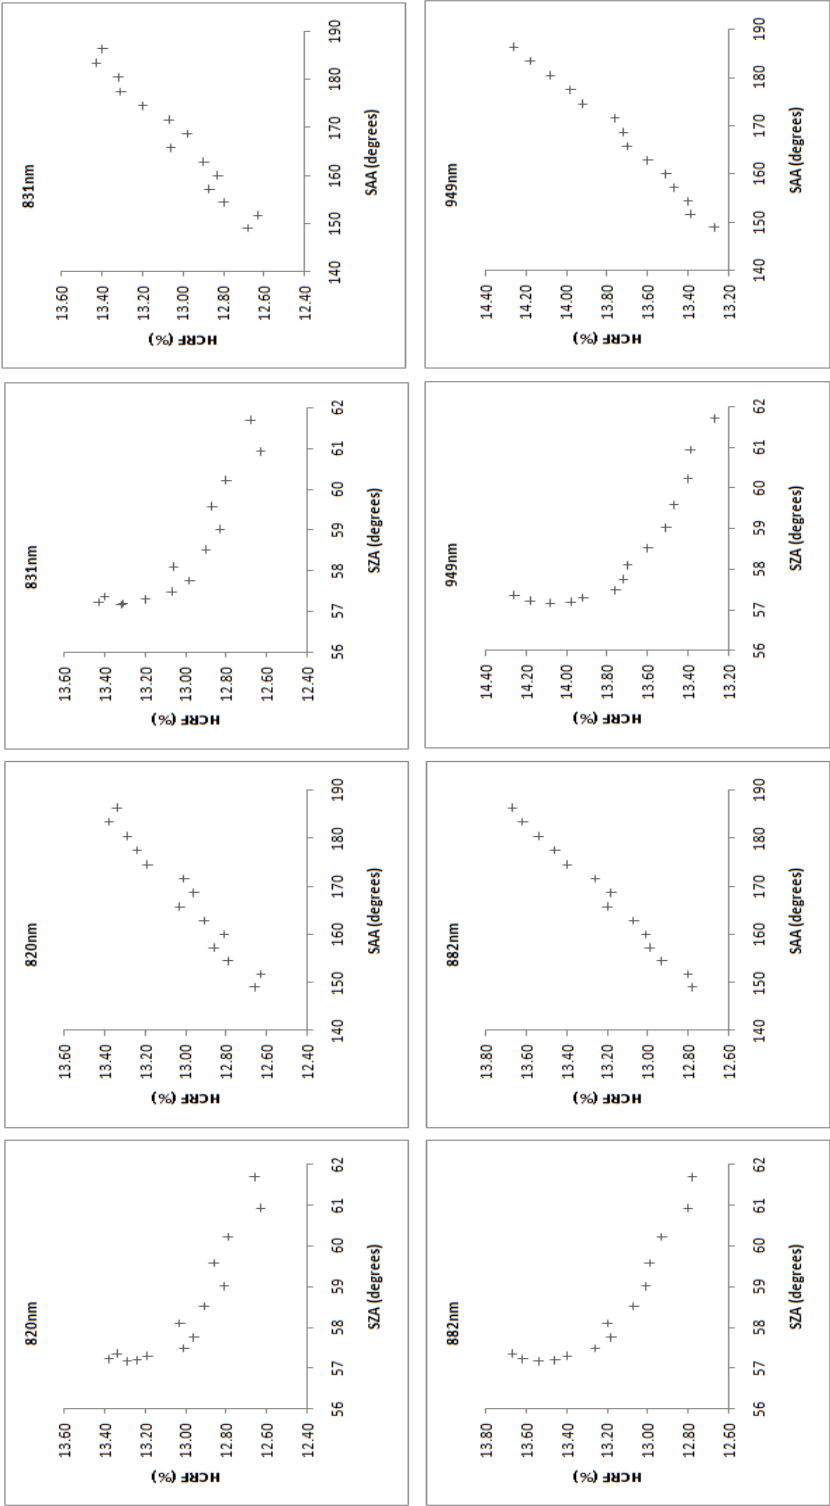 820nm
HCRF (%)
13.60
13.40
13.20
13.00
12.80
12.60
12.40
56 57 58 59 60 61 62
SZA (degrees)
820nm
HCRF (%)
13.60
13.40
13.20
13.00
12.80
12.60
12.40
140 150 160 170 180 190
SAA (degrees)
831nm
HCRF (%)
13.60
13.40
13.20
13.00
12.80
12.60
12.40
56 57 58 59 60 61 62
SZA (degrees)
831nm
HCRF (%)
13.60
13.40
13.20
13.00
12.80
12.60
12.40
140 150 160 170 180 190
SAA (degrees)
882nm
HCRF (%)
13.80
13.60
13.40
13.20
13.00
12.80
12.60
56 57 58 59 60 61 62
SZA (degrees)
882nm
HCRF (%)
13.80
13.60
13.40
13.20
13.00
12.80
12.60
140 150 160 170 180 190
SAA (degrees)
949nm
HCRF (%)
14.40
14.20
14.00
13.80
13.60
13.40
13.20
56 57 58 59 60 61 62
SZA (degrees)
949nm
HCRF (%)
14.40
14.20
14.00
13.80
13.60
13.40
13.20
140 150 160 170 180 190
SAA (degrees)